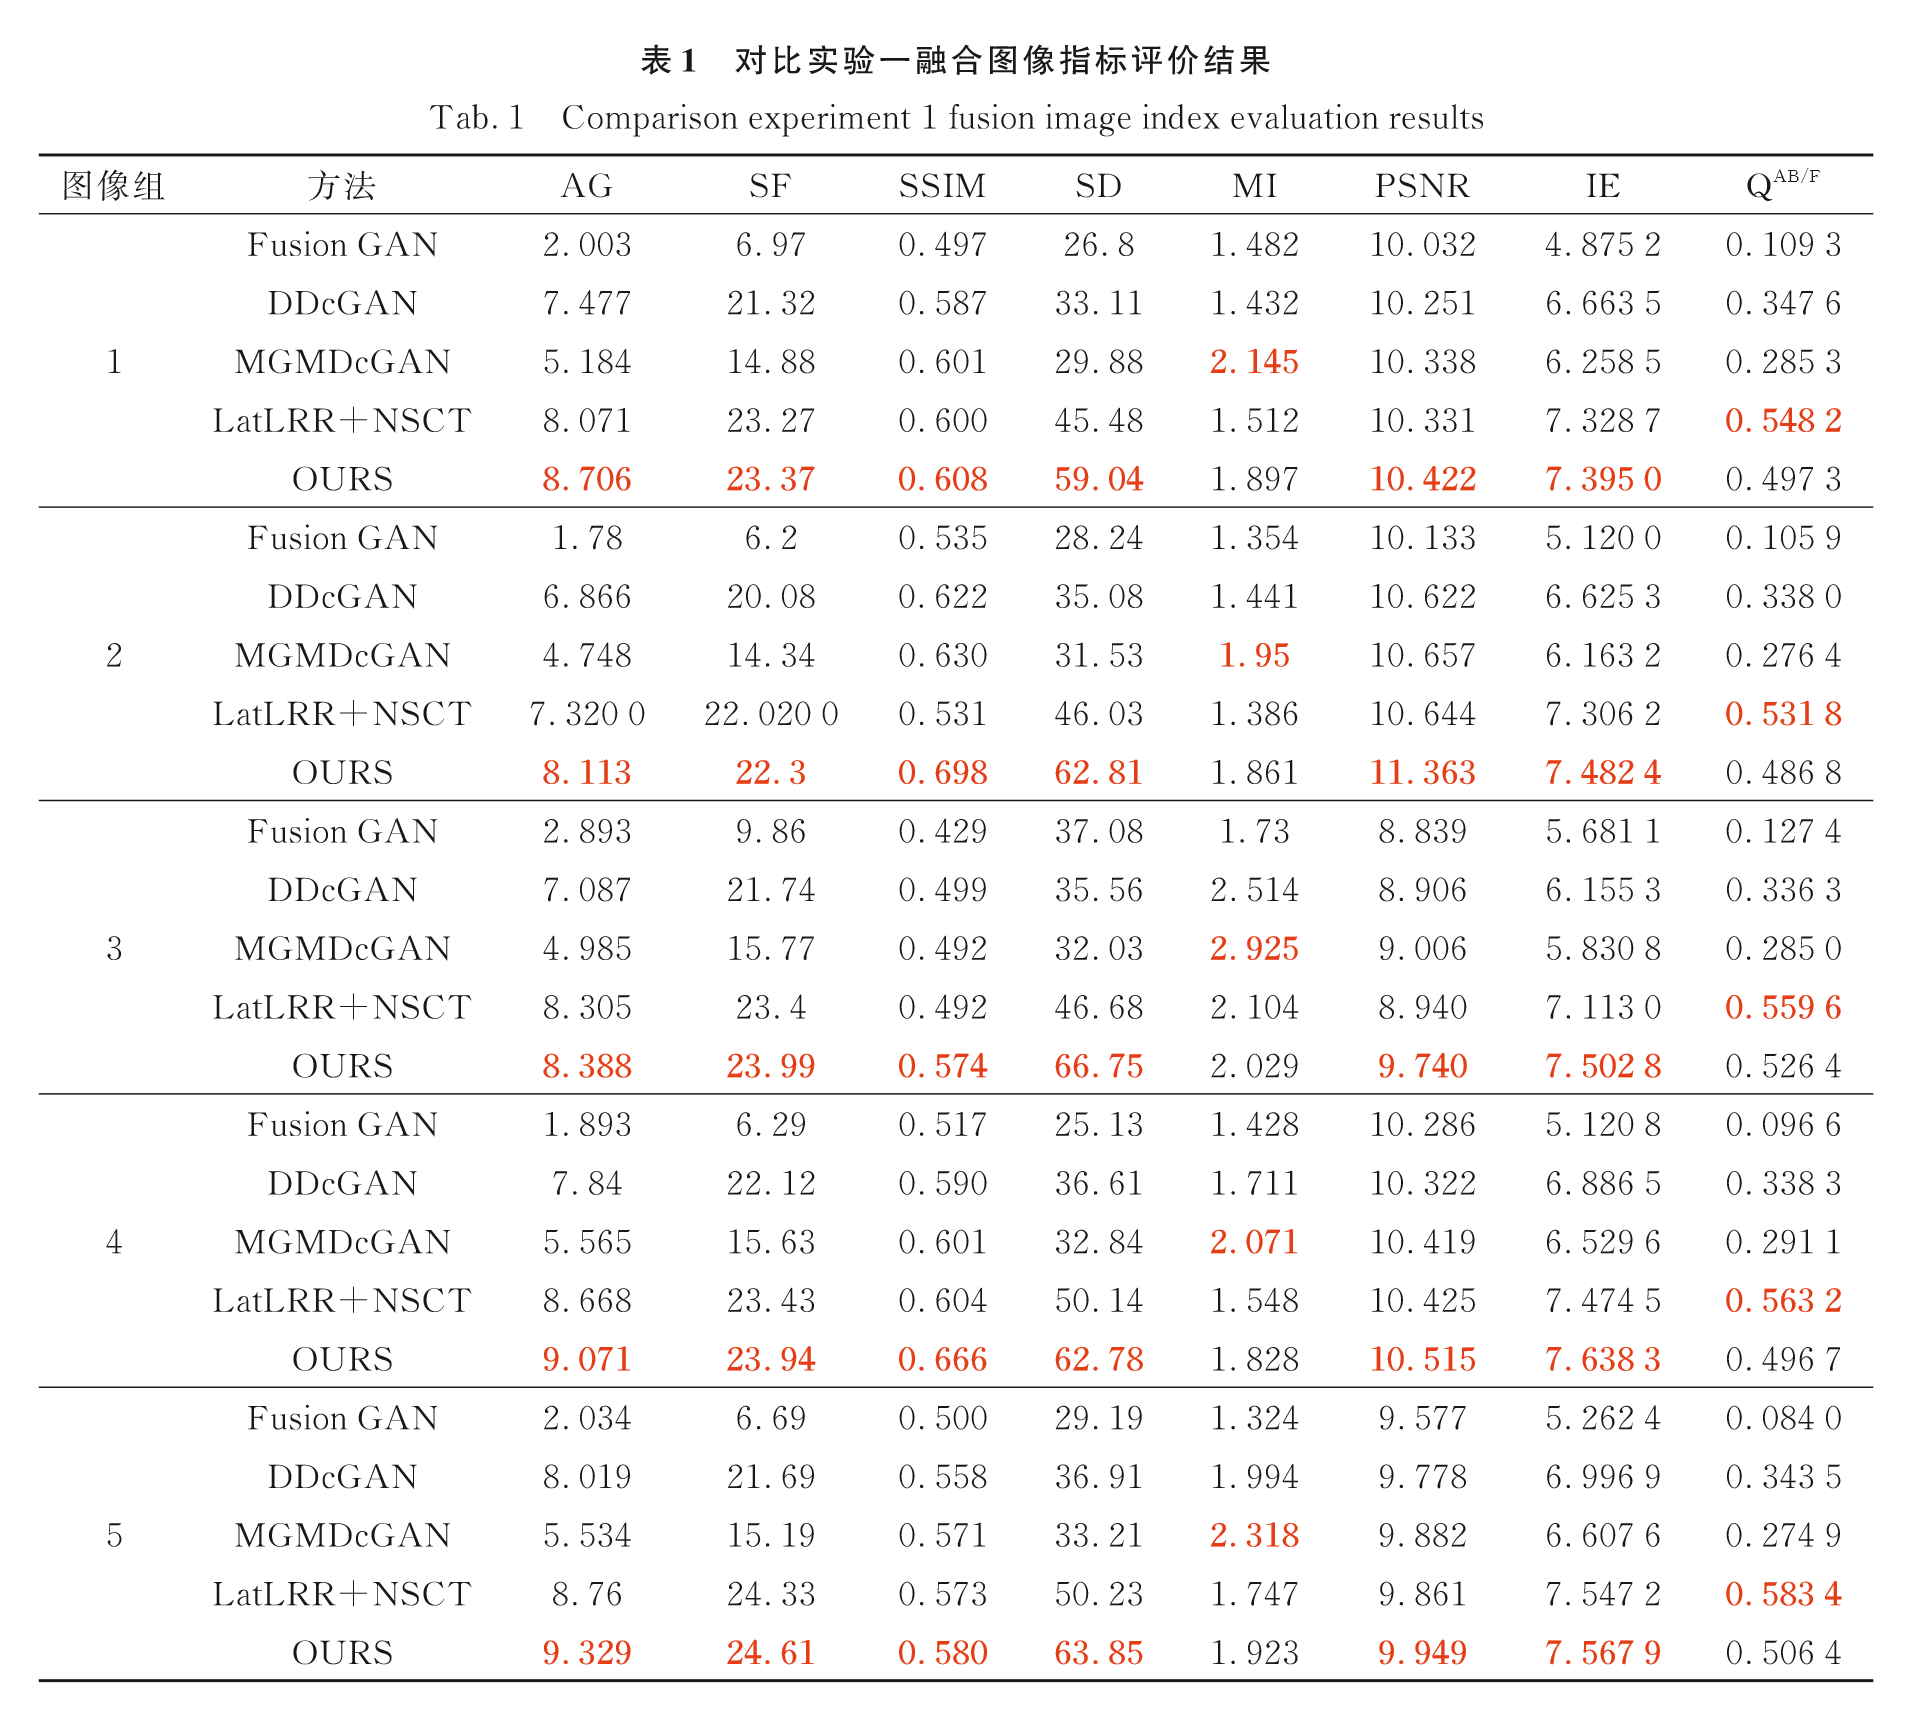 表1 对比实验一融合图像指标评价结果
Tab. 1 Comparison experiment 1 fusion image index evaluation results
图像组 方法 AG SF SSIM SD MI PSNR IE Q^AB/F
Fusion GAN 2.003 6.97 0.497 26.8 1.482 10.032 4.875 2 0.109 3
DDcGAN 7.477 21.32 0.587 33.11 1.432 10.251 6.663 5 0.347 6
1 MGMDcGAN 5.184 14.88 0.601 29.88 2.145 10.338 6.258 5 0.285 3
LatLRR+NSCT 8.071 23.27 0.600 45.48 1.512 10.331 7.328 7 0.548 2
OURS 8.706 23.37 0.608 59.04 1.897 10.422 7.395 0 0.497 3
Fusion GAN 1.78 6.2 0.535 28.24 1.354 10.133 5.120 0 0.105 9
DDcGAN 6.866 20.08 0.622 35.08 1.441 10.622 6.625 3 0.338 0
2 MGMDcGAN 4.748 14.34 0.630 31.53 1.95 10.657 6.163 2 0.276 4
LatLRR+NSCT 7.320 0 22.020 0 0.531 46.03 1.386 10.644 7.306 2 0.531 8
OURS 8.113 22.3 0.698 62.81 1.861 11.363 7.482 4 0.486 8
Fusion GAN 2.893 9.86 0.429 37.08 1.73 8.839 5.681 1 0.127 4
DDcGAN 7.087 21.74 0.499 35.56 2.514 8.906 6.155 3 0.336 3
3 MGMDcGAN 4.985 15.77 0.492 32.03 2.925 9.006 5.830 8 0.285 0
LatLRR+NSCT 8.305 23.4 0.492 46.68 2.104 8.940 7.113 0 0.559 6
OURS 8.388 23.99 0.574 66.75 2.029 9.740 7.502 8 0.526 4
Fusion GAN 1.893 6.29 0.517 25.13 1.428 10.286 5.120 8 0.096 6
DDcGAN 7.84 22.12 0.590 36.61 1.711 10.322 6.886 5 0.338 3
4 MGMDcGAN 5.565 15.63 0.601 32.84 2.071 10.419 6.529 6 0.291 1
LatLRR+NSCT 8.668 23.43 0.604 50.14 1.548 10.425 7.474 5 0.563 2
OURS 9.071 23.94 0.666 62.78 1.828 10.515 7.638 3 0.496 7
Fusion GAN 2.034 6.69 0.500 29.19 1.324 9.577 5.262 4 0.084 0
DDcGAN 8.019 21.69 0.558 36.91 1.994 9.778 6.996 9 0.343 5
5 MGMDcGAN 5.534 15.19 0.571 33.21 2.318 9.882 6.607 6 0.274 9
LatLRR+NSCT 8.76 24.33 0.573 50.23 1.747 9.861 7.547 2 0.583 4
OURS 9.329 24.61 0.580 63.85 1.923 9.949 7.567 9 0.506 4